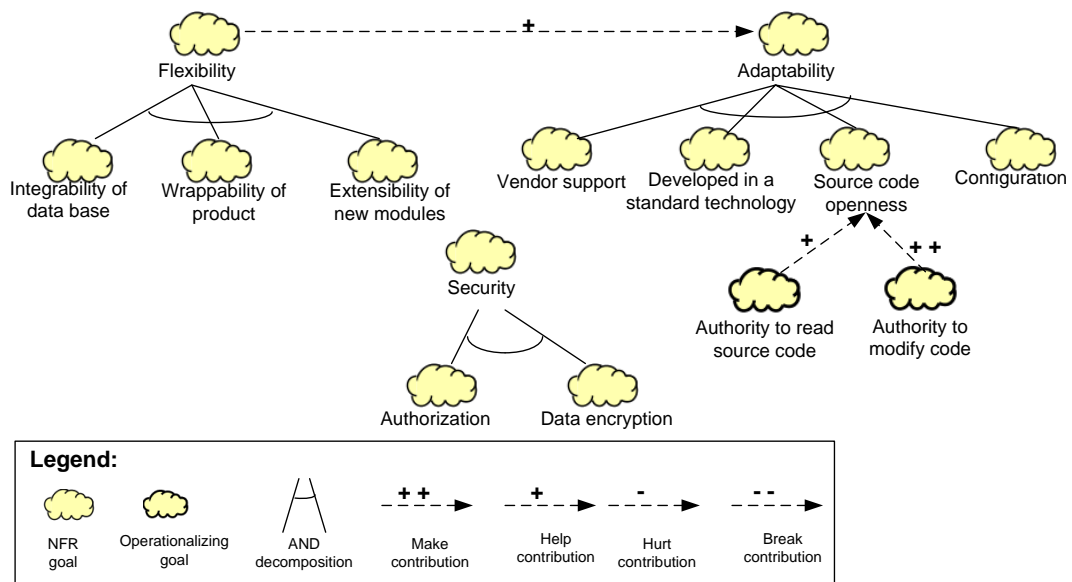 +
Flexibility
Adaptability
Integrability of
data base
Wrappability of
product
Extensibility of
new modules
Vendor support
Developed in a
standard technology
Source code
openness
Configuration
+
+ +
Authority to read
source code
Authority to
modify code
Security
Authorization
Data encryption
Legend:
NFR
goal
Operationalizing
goal
AND
decomposition
+ +
Make
contribution
+
Help
contribution
-
Hurt
contribution
- -
Break
contribution